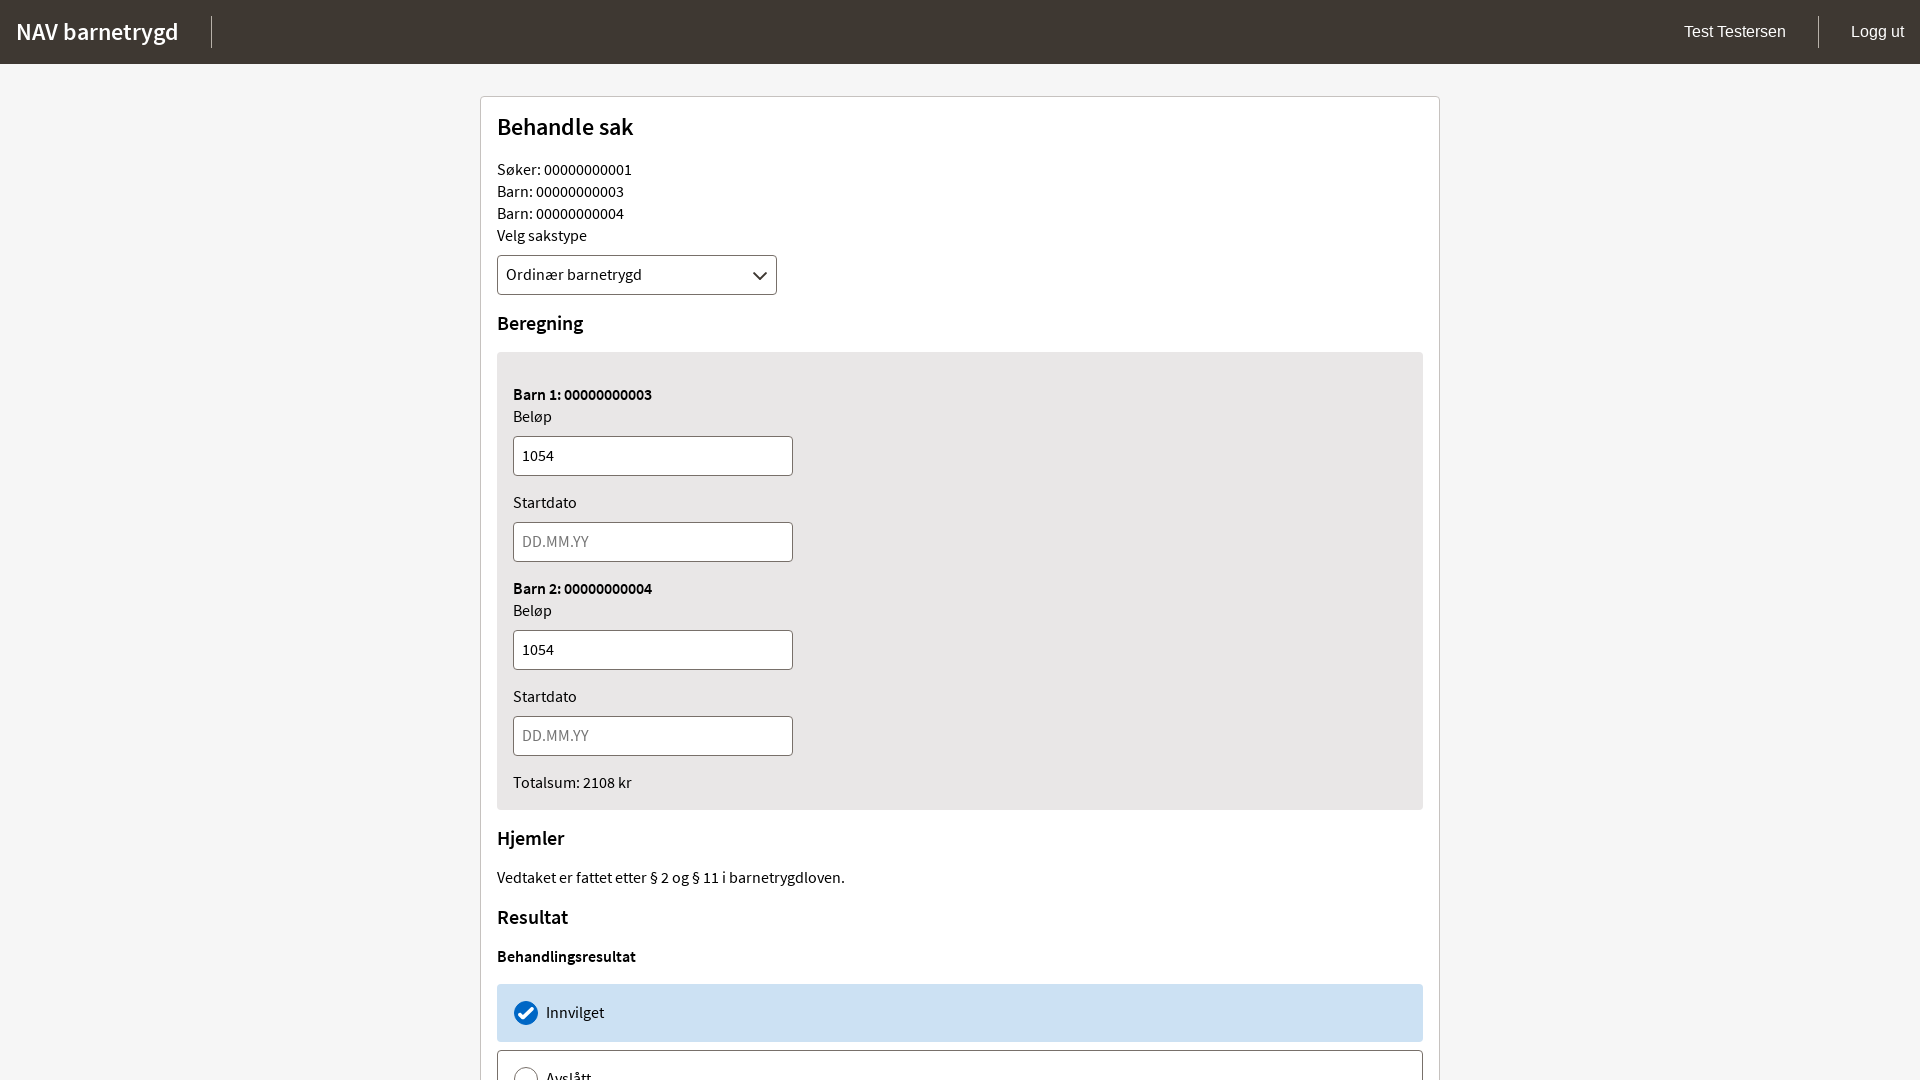 NAV barnetrygd
Test Testersen
Logg ut
Behandle sak
Søker: 00000000001
Barn: 00000000003
Barn: 00000000004
Velg sakstype
Ordinær barnetrygd
Beregning
Barn 1: 00000000003
Beløp
1054
Startdato
DD.MM.YY
Barn 2: 00000000004
Beløp
1054
Startdato
DD.MM.YY
Totalsum: 2108 kr
Hjemler
Vedtaket er fattet etter § 2 og § 11 i barnetrygdloven.
Resultat
Behandlingsresultat
Innvilget
Avslått